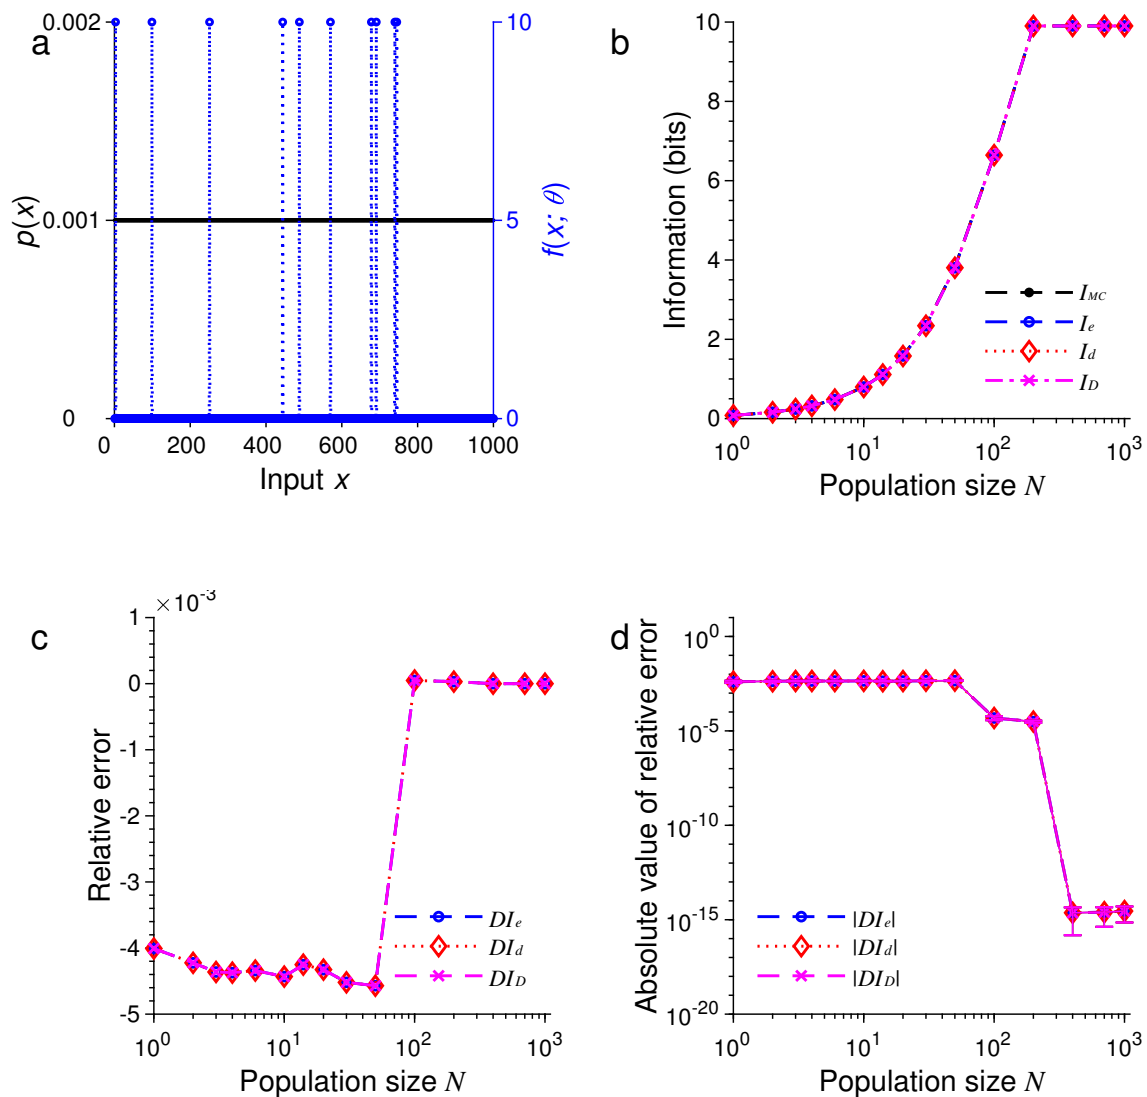 a
0.002
0.001
0
p(x)
10
5
0
f(x; θ)
0 200 400 600 800 1000
Input x
b
10
8
6
4
2
0
Information (bits)
I_MC
I_e
I_d
I_D
10^0 10^1 10^2 10^3
Population size N
c
×10^-3
1
0
-1
-2
-3
-4
-5
Relative error
DI_e
DI_d
DI_D
10^0 10^1 10^2 10^3
Population size N
d
10^0
10^-5
10^-10
10^-15
10^-20
Absolute value of relative error
|DI_e|
|DI_d|
|DI_D|
10^0 10^1 10^2 10^3
Population size N